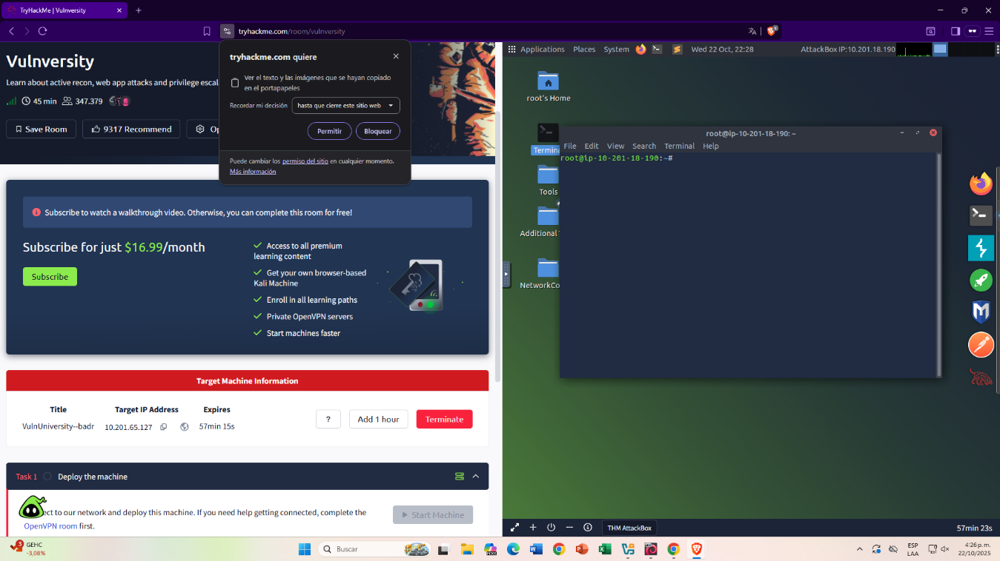 TryHackMe | Vulnversity
tryhackme.com/room/vulnversity
Vulnversity
Learn about active recon, web app attacks and privilege escal
45 min
347.379
Save Room
9317 Recommend
Op
tryhackme.com quiere
Ver el texto y las imágenes que se hayan copiado
en el portapapeles
Recordar mi decisión
hasta que cierre este sitio web
Permitir
Bloquear
Puede cambiar los permiso del sitio en cualquier momento.
Más información
Subscribe to watch a walkthrough video. Otherwise, you can complete this room for free!
Subscribe for just $16.99/month
Subscribe
Access to all premium
learning content
Get your own browser-based
Kali Machine
Enroll in all learning paths
Private OpenVPN servers
Start machines faster
Target Machine Information
Title
Target IP Address
Expires
VulnUniversity--badr
10.201.65.127
57min 15s
?
Add 1 hour
Terminate
Task 1
Deploy the machine
ect to our network and deploy this machine. If you need help getting connected, complete the
OpenVPN room first.
Start Machine
Applications
Places
System
Wed 22 Oct, 22:28
AttackBox IP:10.201.18.190
root's Home
Termina
Tools
Additional
NetworkCo
root@ip-10-201-18-190: ~
File
Edit
View
Search
Terminal
Help
root@ip-10-201-18-190:~#
THM AttackBox
57min 23s
3
GEHC
-3,08%
Buscar
ESP
LAA
4:26 p. m.
22/10/2025